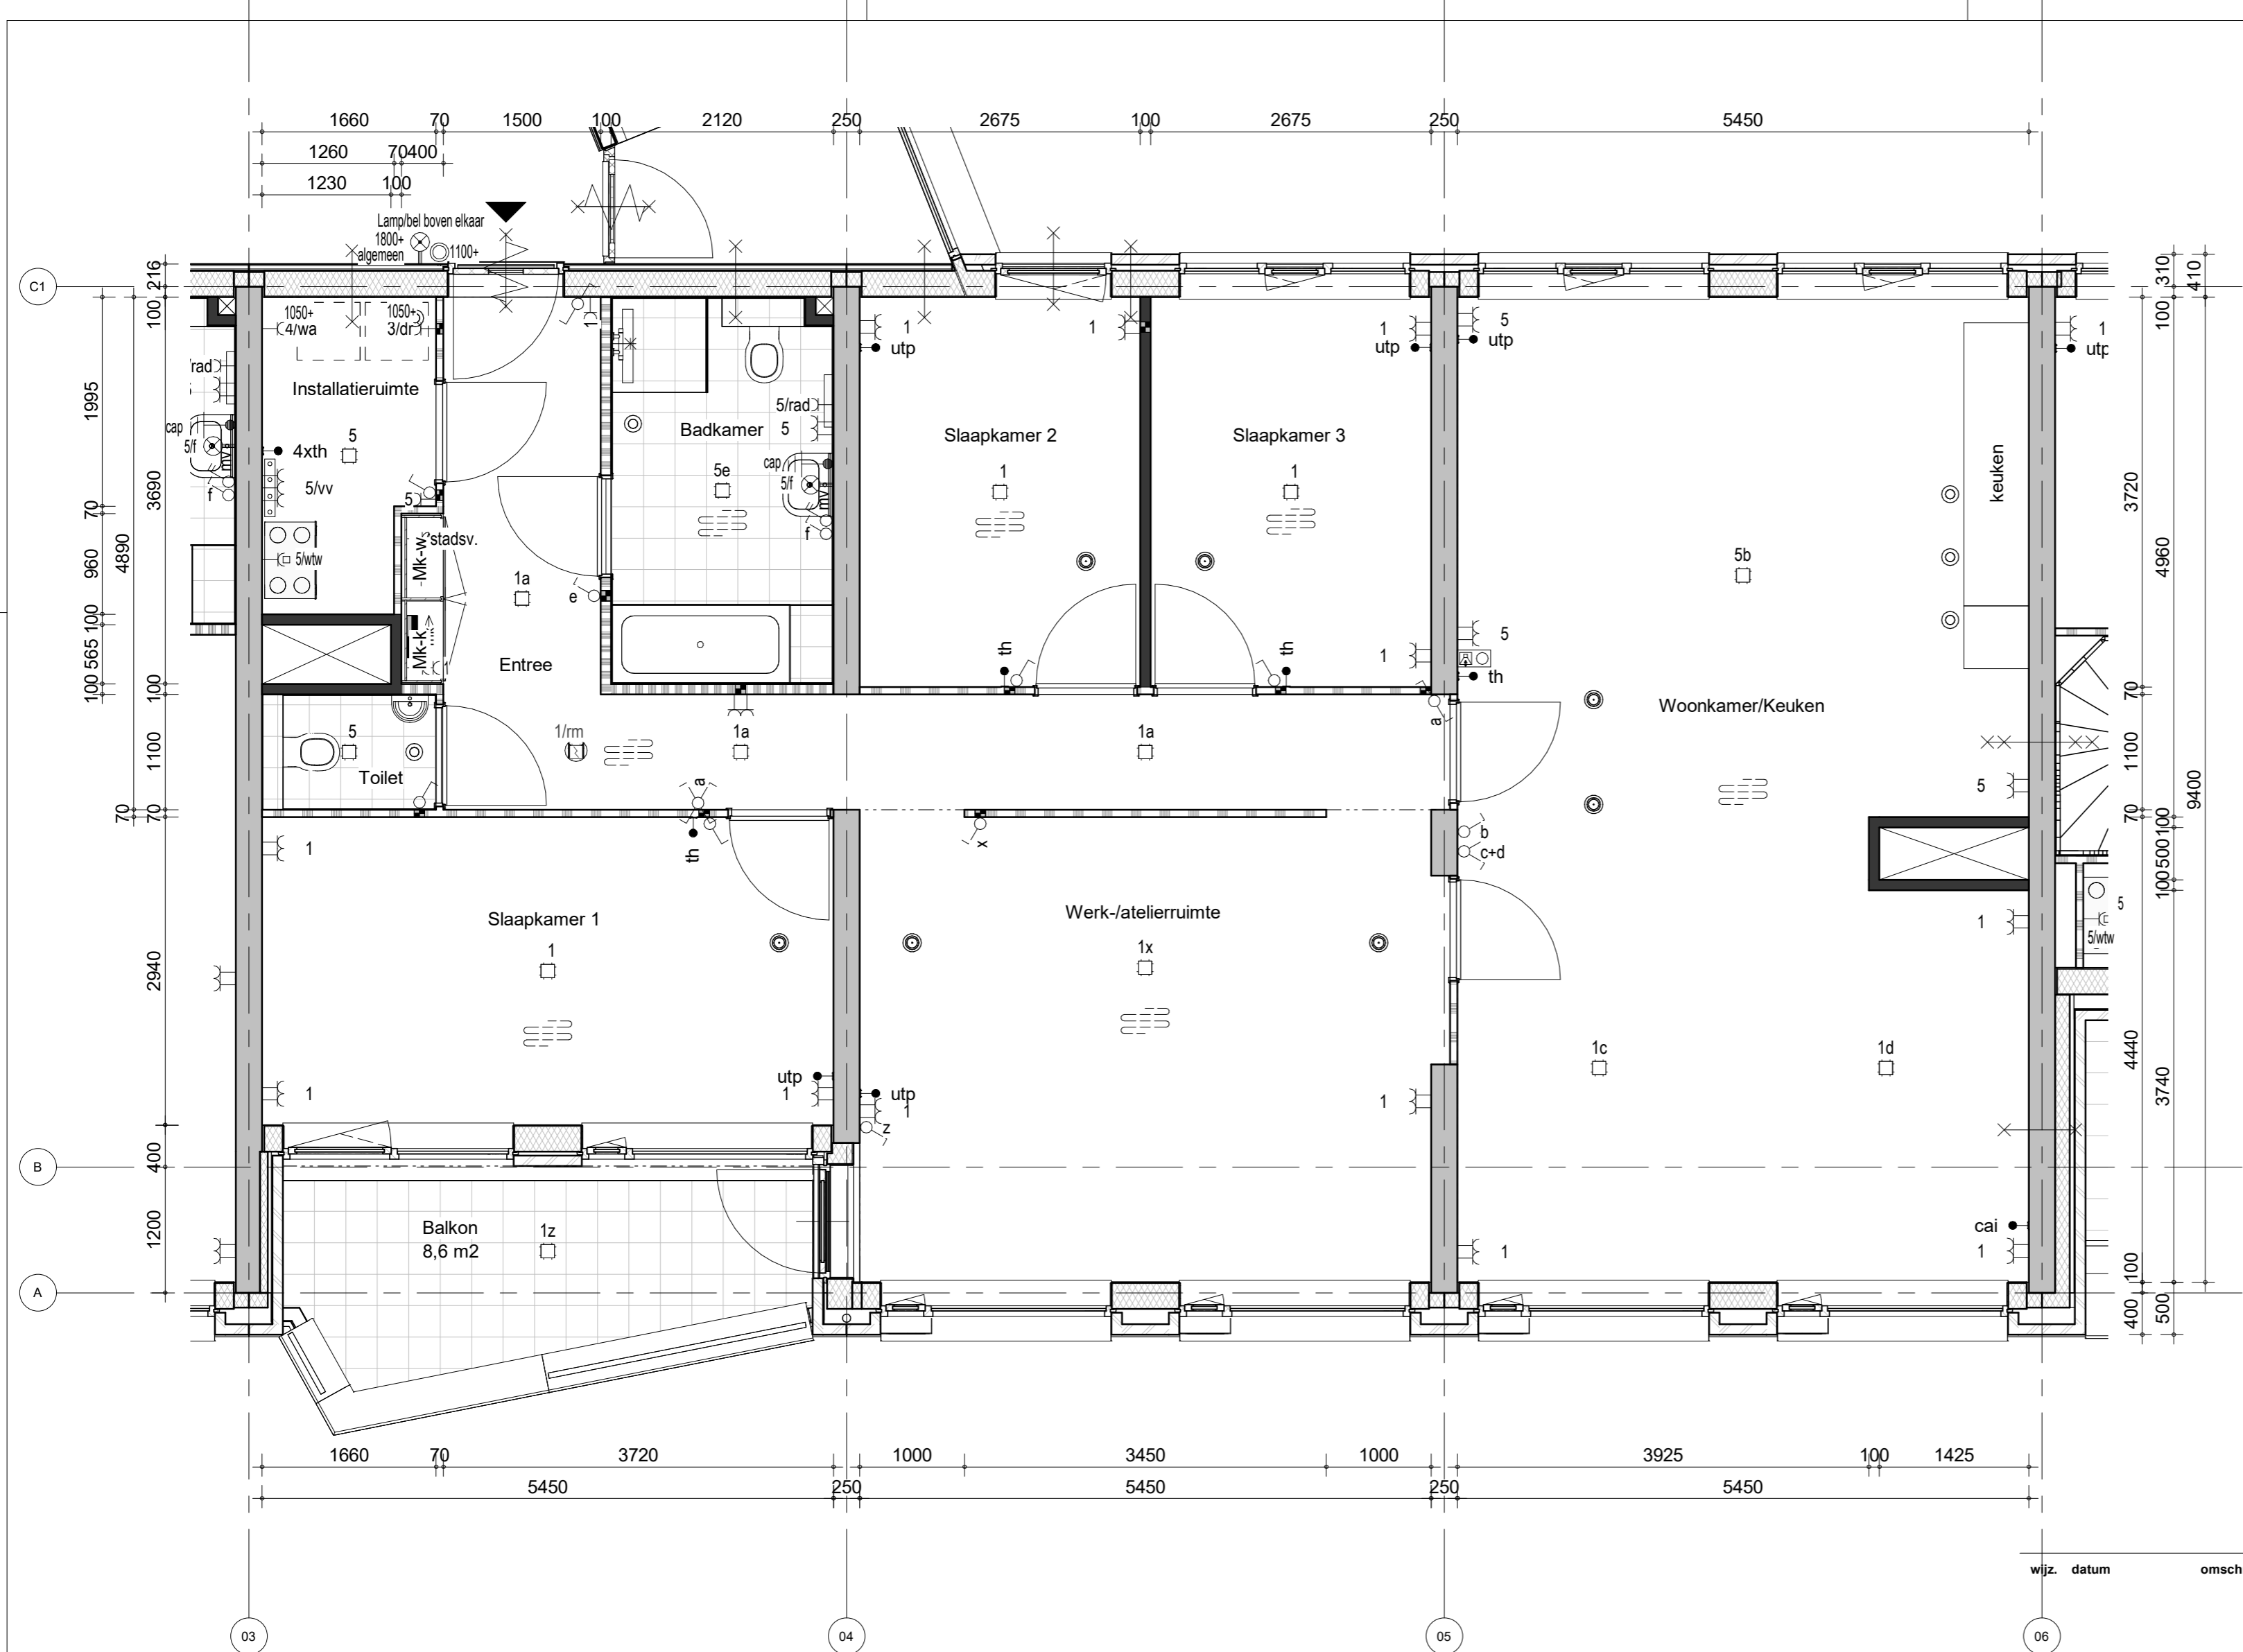 1660 70 1500 100 2120 250 2675 100 2675 250 5450
1260 70 400
1230 100
Lamp/bel boven elkaar
1800+
algemeen
1100+
C1
216
100
1995
3690
70
4890
960
100
565
100
100
1100
70
70
2940
400
B
1200
A
310
410
100
3720
4960
70
1100
9400
70
100
500
100
4440
3740
100
400
500
1050+
4/wa
1050+
3/dr
1
Installatieruimte
5
4xth
5/vv
5
5/wtw
rad
cap
5/f
mv
f
Mk-w
stadsv.
Mk-k
1
1a
e
Entree
Badkamer
5/rad
5
5e
cap
5/f
mv
f
1
utp
1
Slaapkamer 2
1
th
1
utp
Slaapkamer 3
1
th
1
5
utp
keuken
5b
5
th
Woonkamer/Keuken
1
utp
5
Toilet
1/rm
1a
1a
a
a
5
th
x
b
c+d
1
Slaapkamer 1
1
Werk-/atelierruimte
1x
1
5
5/wtw
1c
1d
1
utp
1
utp
1
z
1
Balkon
8,6 m2
1z
cai
1
1
1660 70 3720 1000 3450 1000 3925 100 1425
5450 250 5450 250 5450
wijz. datum omsch
03 04 05 06